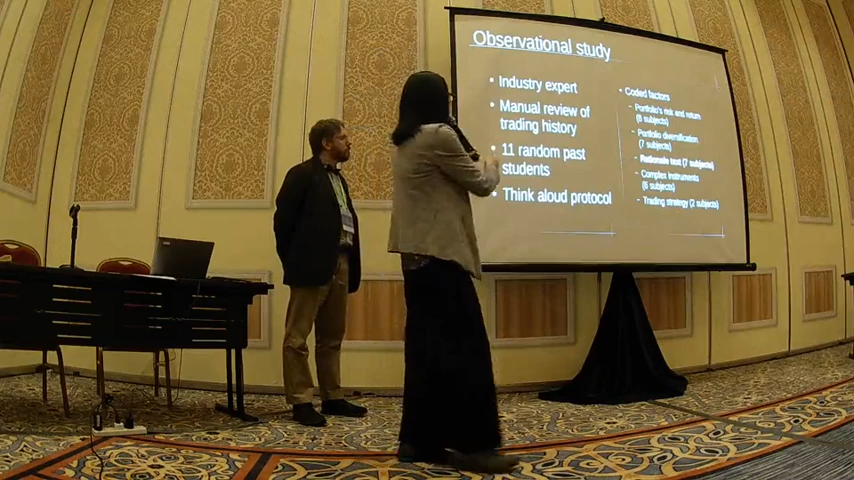 Observational study
Industry expert
Manual review of
trading history
11 random past
students
Think aloud protocol
Coded factors
Portfolio's risk and return
(8 subjects)
Portfolio diversification
(7 subjects)
Rationale text (7 subjects)
Complex instruments
(6 subjects)
Trading strategy (2 subjects)